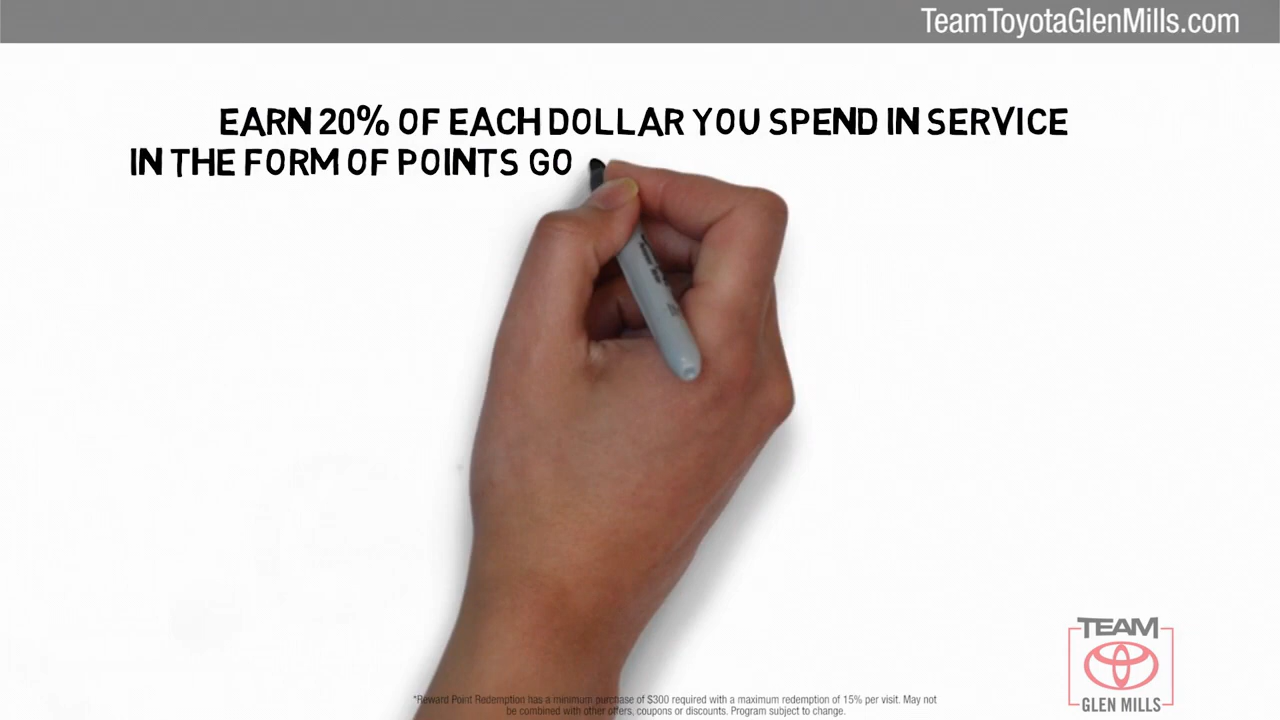 TeamToyotaGlenMills.com
EARN 20% OF EACH DOLLAR YOU SPEND IN SERVICE
IN THE FORM OF POINTS GO
*Reward Point Redemption has a minimum purchase of $300 required with a maximum redemption of 15% per visit. May not
be combined with other offers, coupons or discounts. Program subject to change.
TEAM
GLEN MILLS